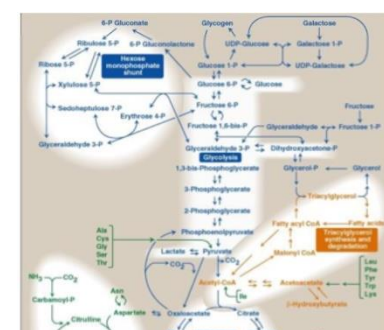 6-P Gluconate
Glycogen
Galactose
Ribulose 5-P
6-P Gluconolactone
UDP-Glucose
Galactose 1-P
Ribose 5-P
Hexose
monophosphate
shunt
Glucose 1-P
UDP-Galactose
Xylulose 5-P
Glucose 6-P
Glucose
Sedoheptulose 7-P
Fructose 6-P
Fructose
Erythrose 4-P
Fructose 1,6-bis-P
Glyceraldehyde
Fructose 1-P
Glyceraldehyde 3-P
Glyceraldehyde 3-P
Dihydroxyacetone-P
Glycolysis
1,3-bis-Phosphoglycerate
Glycerol-P
Glycerol
3-Phosphoglycerate
Triacylglycerol
2-Phosphoglycerate
Fatty acyl CoA
Fatty acids
Phosphoenolpyruvate
Triacylglycerol
synthesis and
degradation
Ala
Cys
Gly
Ser
Thr
Lactate
Pyruvate
Malonyl CoA
CO2
CO2
Leu
Phe
Tyr
Trp
Lys
NH3
CO2
Acetyl-CoA
Acetoacetate
Carbamoyl-P
Asn
Ile
β-Hydroxybutyrate
Citrulline
Aspartate
Oxaloacetate
Citrate